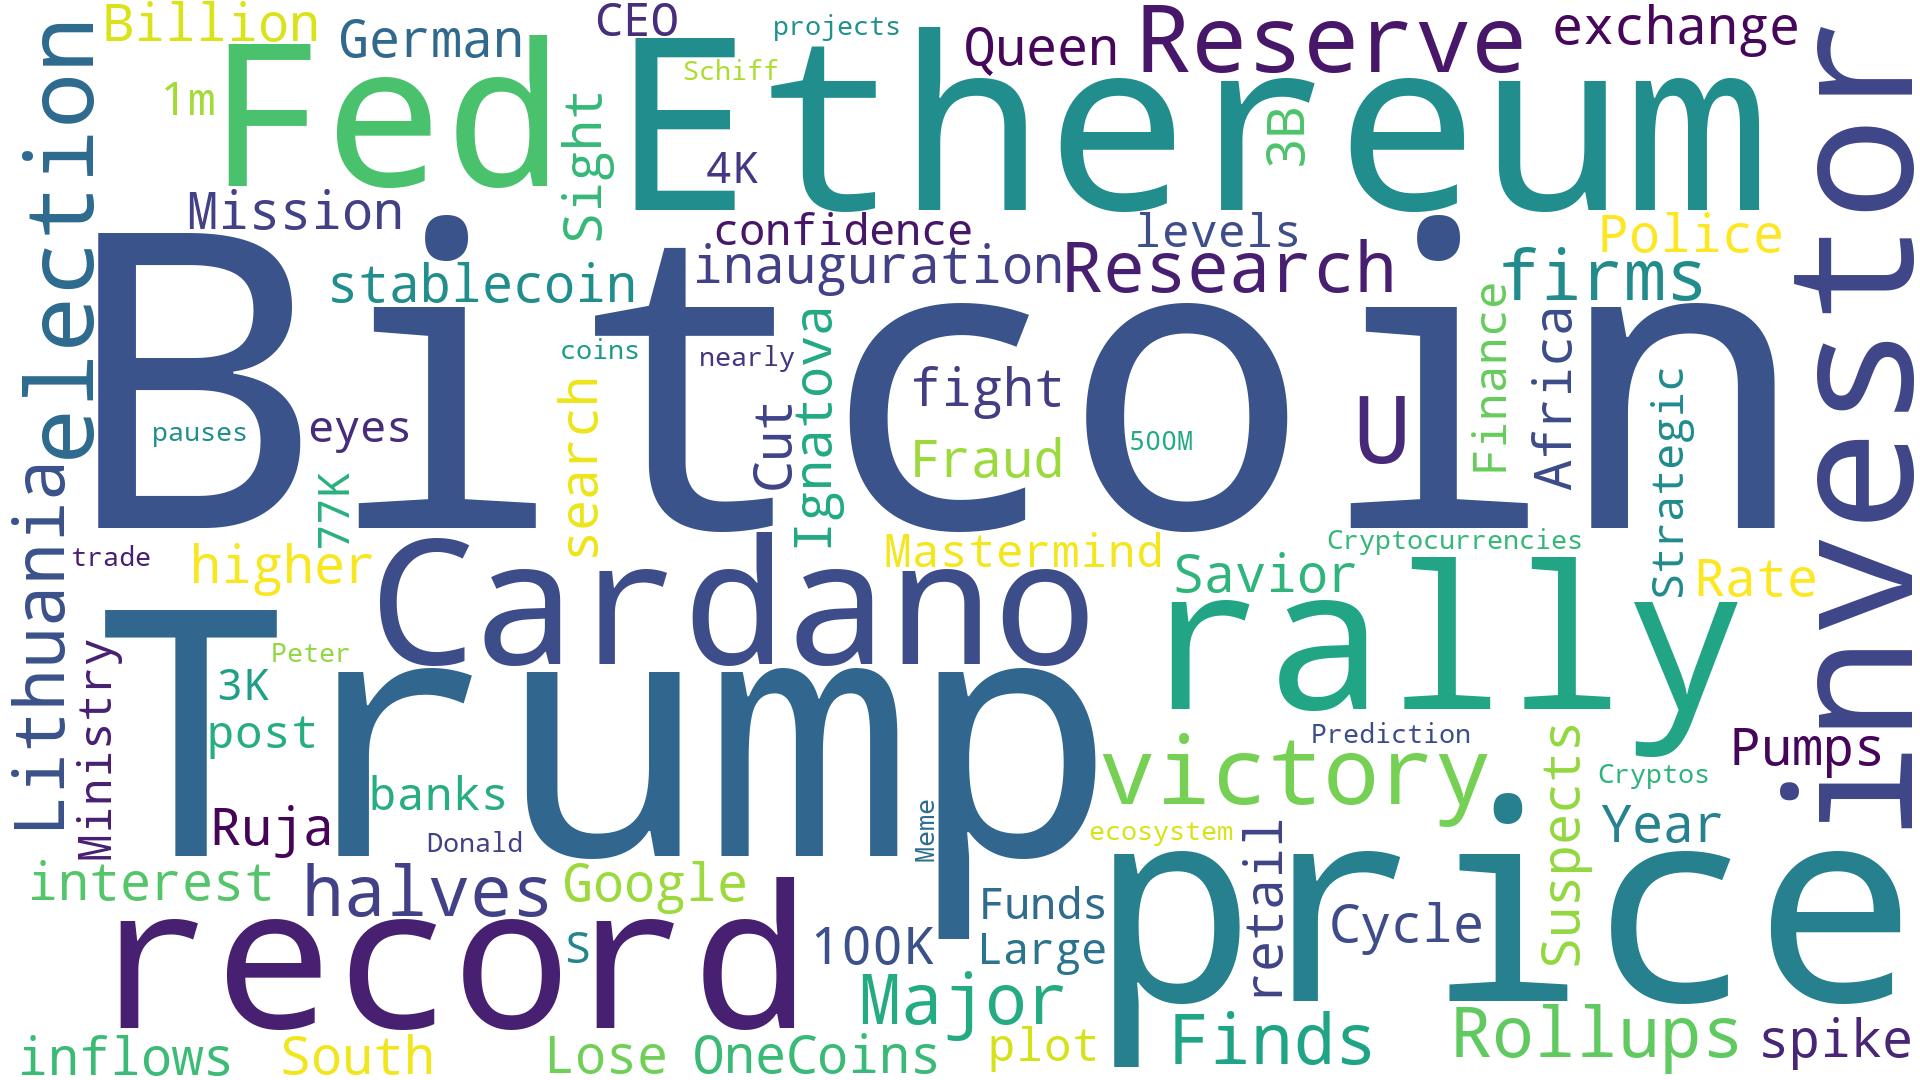 Billion
German
CEO
projects
Queen
Reserve
exchange
election
1m
Fed
Schiff
Ethereum
Sight
4K
3B
investor
Mission
confidence
levels
Police
stablecoin
inauguration
Research
firms
Bitcoin
coins
nearly
Ignatova
fight
Finance
Africa
Strategic
pauses
eyes
search
Cut
Fraud
500M
U
77K
Lithuania
trade
higher
Cardano
Mastermind
Cryptocurrencies
Savior
Rate
rally
Ministry
Peter
3K
post
Trump
Prediction
victory
Suspects
Pumps
Cryptos
banks
Ruja
Donald
Meme
ecosystem
retail
Year
interest
halves
Google
price
Funds
record
S
100K
Large
Cycle
Major
inflows
South
Lose
OneCoins
plot
Finds
Rollups
spike